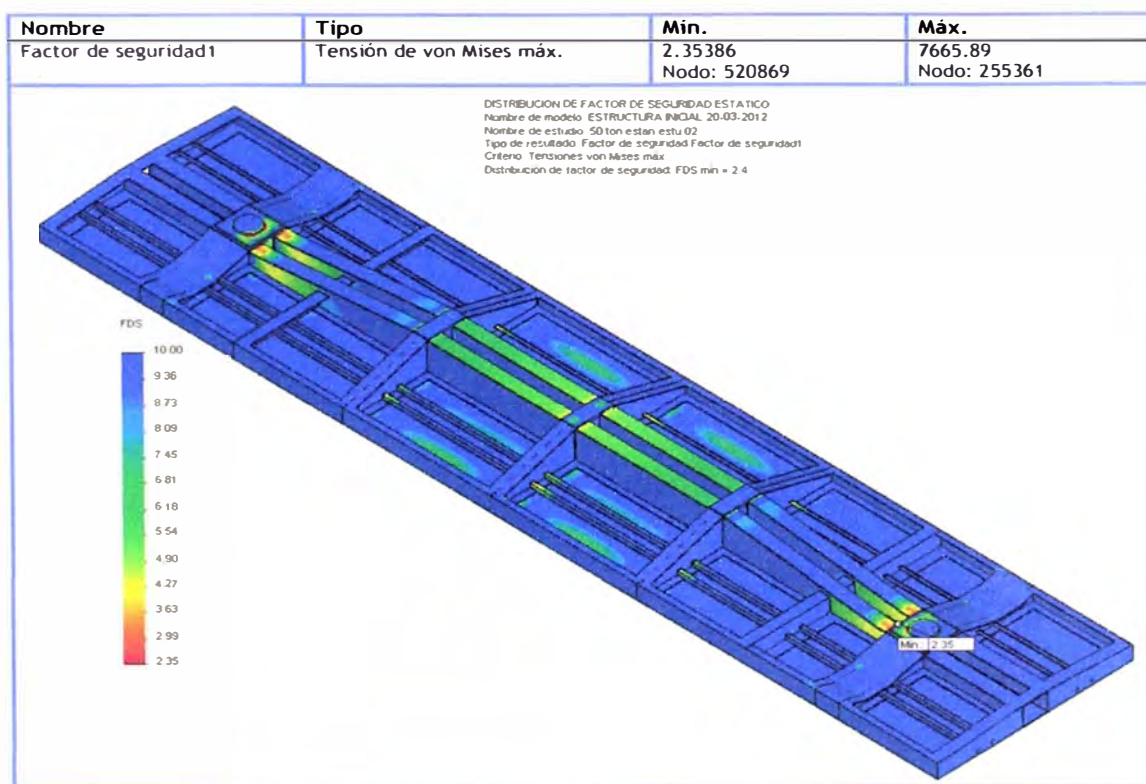 Nombre Tipo Mín. Máx.
Factor de seguridad1 Tensión de von Mises máx. 2.35386 7665.89
Nodo: 520869 Nodo: 255361
DISTRIBUCION DE FACTOR DE SEGURIDAD ESTATICO
Nombre de modelo ESTRUCTURA INICIAL 20-03-2012
Nombre de estudio 50 ton estan estu 02
Tipo de resultado Factor de seguridad Factor de seguridad1
Criterio Tensiones von Mises max
Distribución de factor de seguridad: FDS min = 2.4
FDS
10.00
9.36
8.73
8.09
7.45
6.81
6.18
5.54
4.90
4.27
3.63
2.99
2.35
Min. 2.35